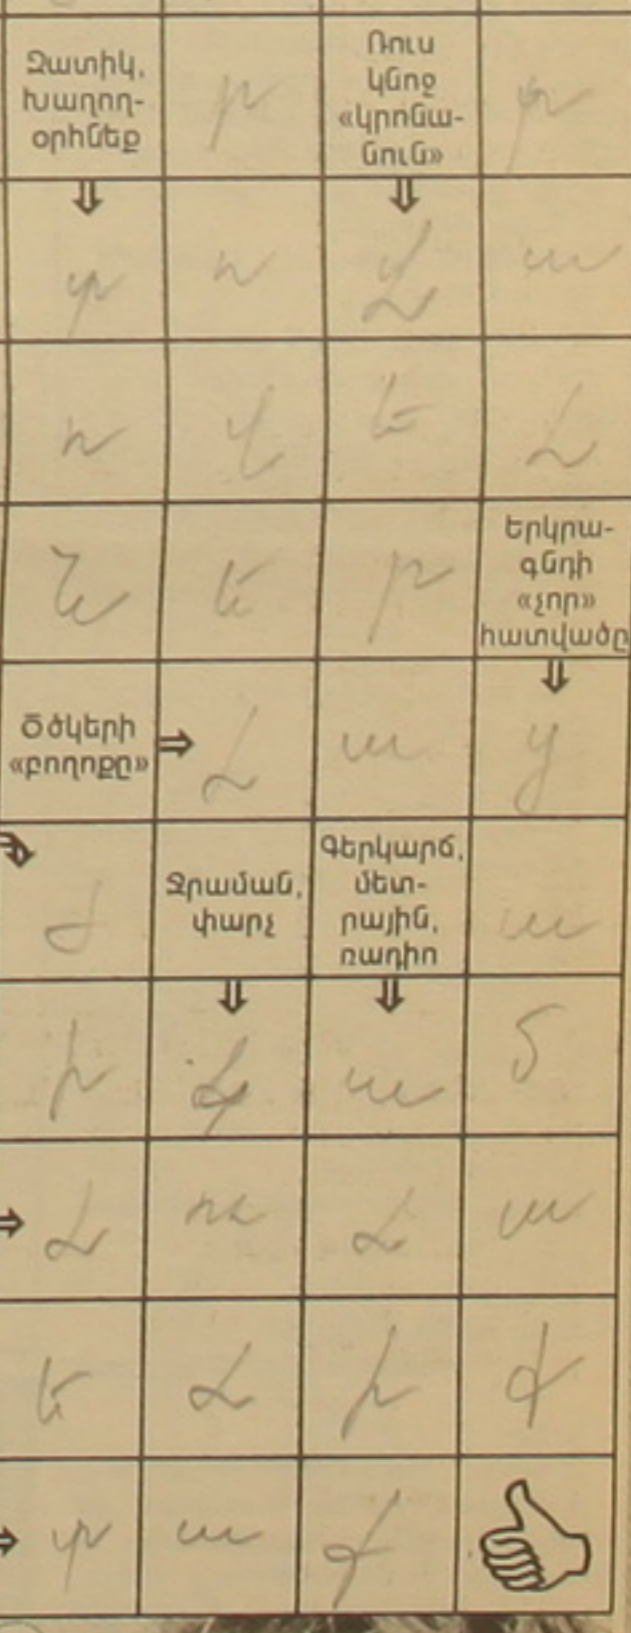 Զատիկ,
Խաղող-
օրհնեք
ր
Ռուս
կնոջ
«կրոնա-
նուն»
տ
տ ո Վ ա
ո ե լ
ն ե ր
Երկրա-
գնդի
«չոր»
հատվածը
Ծծկերի
«բողոքը»
լ ա ց
ժ
Ջրաման,
փարչ
Գերկարճ,
մետ-
րային,
ռադիո
ա
ի կ ա մ
լ ու լ ա
ե լ ի ք
տ ա ք